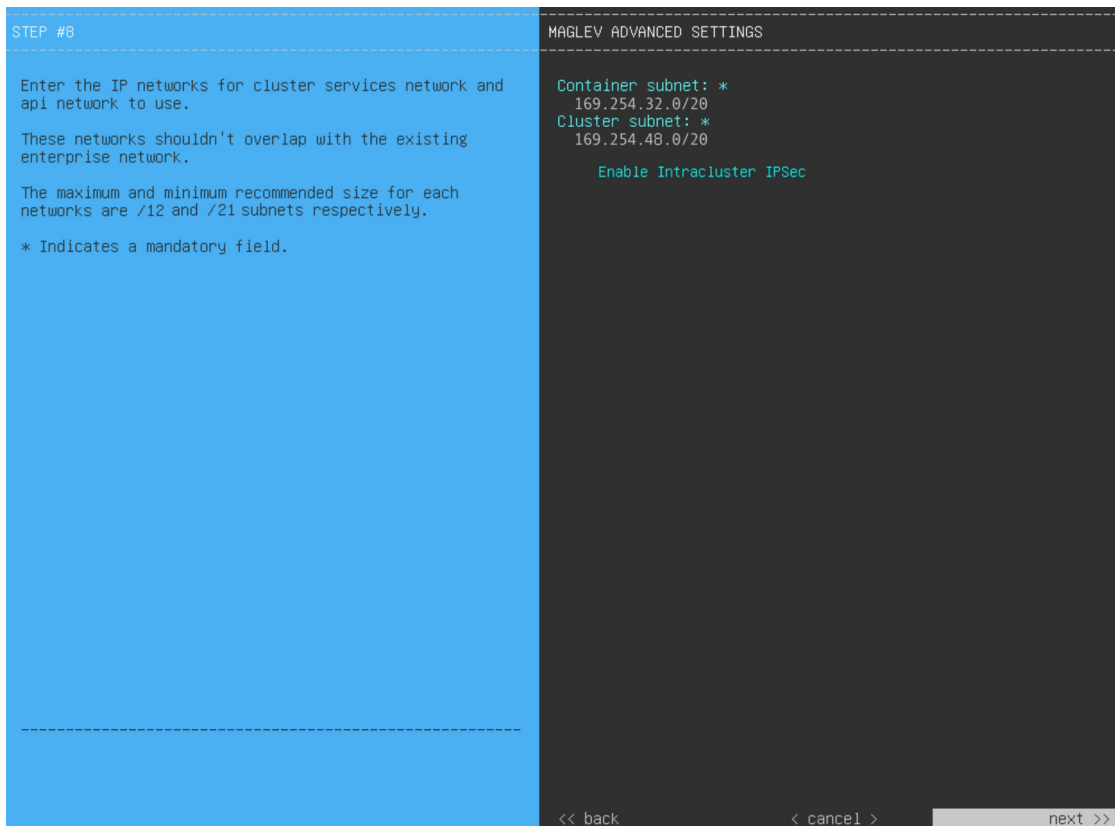 STEP #8
Enter the IP networks for cluster services network and
api network to use.
These networks shouldn't overlap with the existing
enterprise network.
The maximum and minimum recommended size for each
networks are /12 and /21 subnets respectively.
* Indicates a mandatory field.
MAGLEV ADVANCED SETTINGS
Container subnet: *
169.254.32.0/20
Cluster subnet: *
169.254.48.0/20
Enable Intracluster IPSec
<< back
< cancel >
next >>